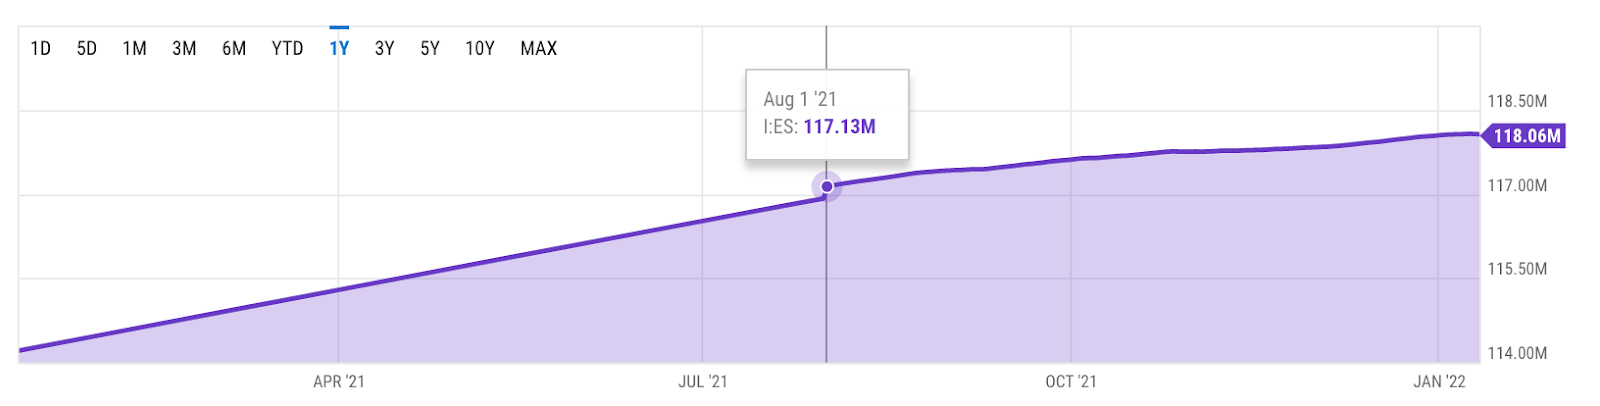 1D 5D 1M 3M 6M YTD 1Y 3Y 5Y 10Y MAX
Aug 1 '21
I:ES: 117.13M
118.50M
118.06M
117.00M
115.50M
114.00M
APR '21 JUL '21 OCT '21 JAN '22